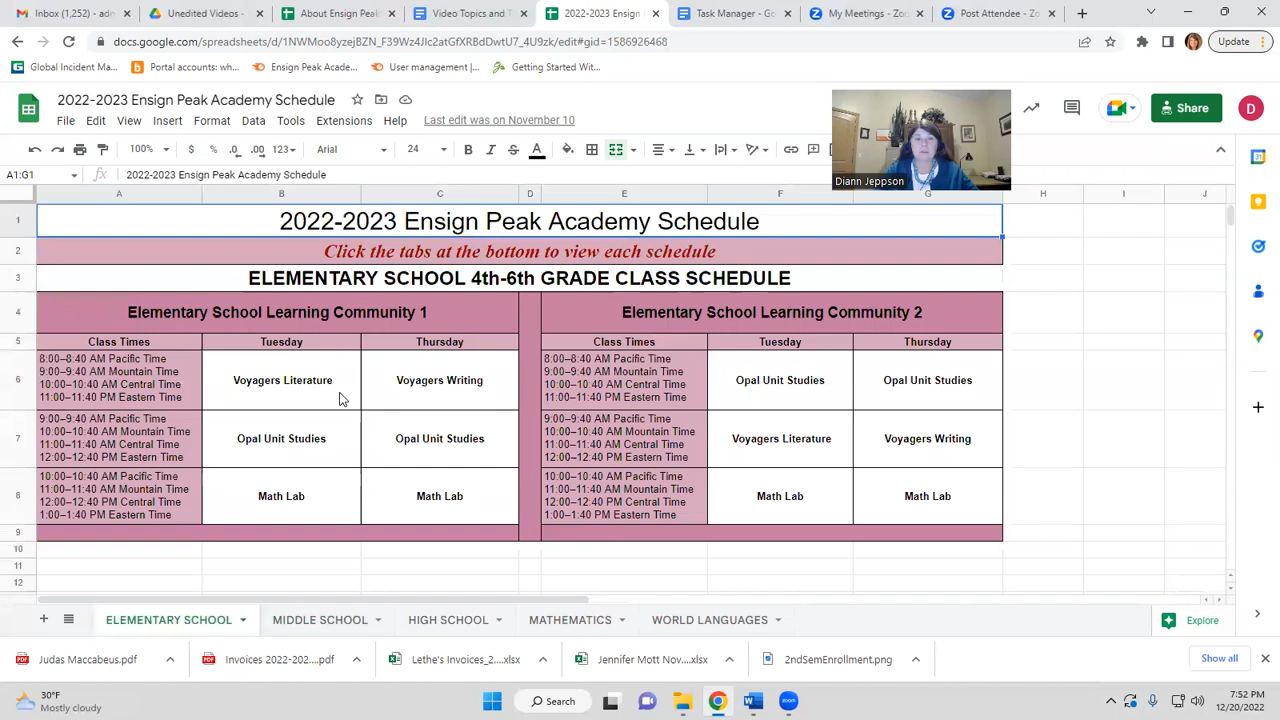 Inbox (1,252) - adn
Unedited Videos -
About Ensign Peak
Video Topics and T
2022-2023 Ensign
Task Manager - Go
My Meetings - Zoo
Post Attendee - Zo
docs.google.com/spreadsheets/d/1NWMoo8yzejBZN_F39Wz4JIc2atGfXRBdDwtU7_4U9zk/edit#gid=1586926468
Update
Global Incident Ma...
Portal accounts: wh...
Ensign Peak Acade...
User management |...
Getting Started Wit...
2022-2023 Ensign Peak Academy Schedule
File Edit View Insert Format Data Tools Extensions Help Last edit was on November 10
Share
D
100% $ % .0 .00 123 Arial 24 B I S A
Diann Jeppson
A1:G1 fx 2022-2023 Ensign Peak Academy Schedule
A B C D E F G H I J
1 2022-2023 Ensign Peak Academy Schedule
2 Click the tabs at the bottom to view each schedule
3 ELEMENTARY SCHOOL 4th-6th GRADE CLASS SCHEDULE
4 Elementary School Learning Community 1 Elementary School Learning Community 2
5 Class Times Tuesday Thursday Class Times Tuesday Thursday
8:00–8:40 AM Pacific Time 8:00–8:40 AM Pacific Time
9:00–9:40 AM Mountain Time 9:00–9:40 AM Mountain Time
6 Voyagers Literature Voyagers Writing Opal Unit Studies Opal Unit Studies
10:00–10:40 AM Central Time 10:00–10:40 AM Central Time
11:00–11:40 PM Eastern Time 11:00–11:40 PM Eastern Time
9:00–9:40 AM Pacific Time 9:00–9:40 AM Pacific Time
10:00–10:40 AM Mountain Time 10:00–10:40 AM Mountain Time
7 Opal Unit Studies Opal Unit Studies Voyagers Literature Voyagers Writing
11:00–11:40 AM Central Time 11:00–11:40 AM Central Time
12:00–12:40 PM Eastern Time 12:00–12:40 PM Eastern Time
10:00–10:40 AM Pacific Time 10:00–10:40 AM Pacific Time
11:00–11:40 AM Mountain Time 11:00–11:40 AM Mountain Time
8 Math Lab Math Lab Math Lab Math Lab
12:00–12:40 PM Central Time 12:00–12:40 PM Central Time
1:00–1:40 PM Eastern Time 1:00–1:40 PM Eastern Time
9
10
11
12
ELEMENTARY SCHOOL MIDDLE SCHOOL HIGH SCHOOL MATHEMATICS WORLD LANGUAGES Explore
Judas Maccabeus.pdf
Invoices 2022-202....pdf
Lethe's Invoices_2....xlsx
Jennifer Mott Nov....xlsx
2ndSemEnrollment.png
Show all
30°F
Mostly cloudy
Search
7:52 PM
12/20/2022